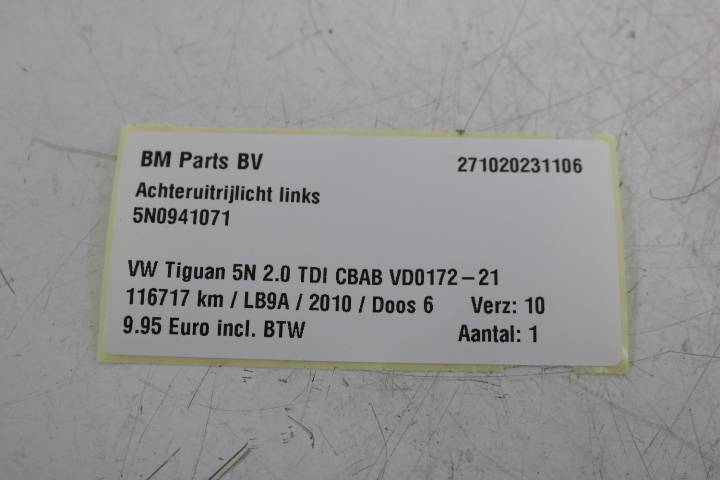 BM Parts BV 271020231106
Achteruitrijlicht links
5N0941071
VW Tiguan 5N 2.0 TDI CBAB VD0172-21
116717 km / LB9A / 2010 / Doos 6 Verz: 10
9.95 Euro incl. BTW Aantal: 1